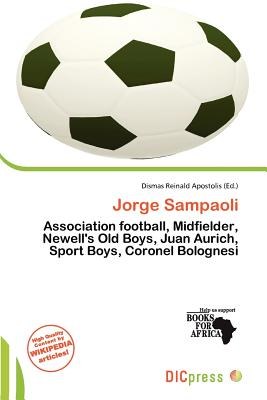 Dismas Reinald Apostolis (Ed.)
Jorge Sampaoli
Association football, Midfielder,
Newell's Old Boys, Juan Aurich,
Sport Boys, Coronel Bolognesi
High Quality
Content by
WIKIPEDIA
articles!
Help us support
BOOKS
FOR
AFRICA
DICpress